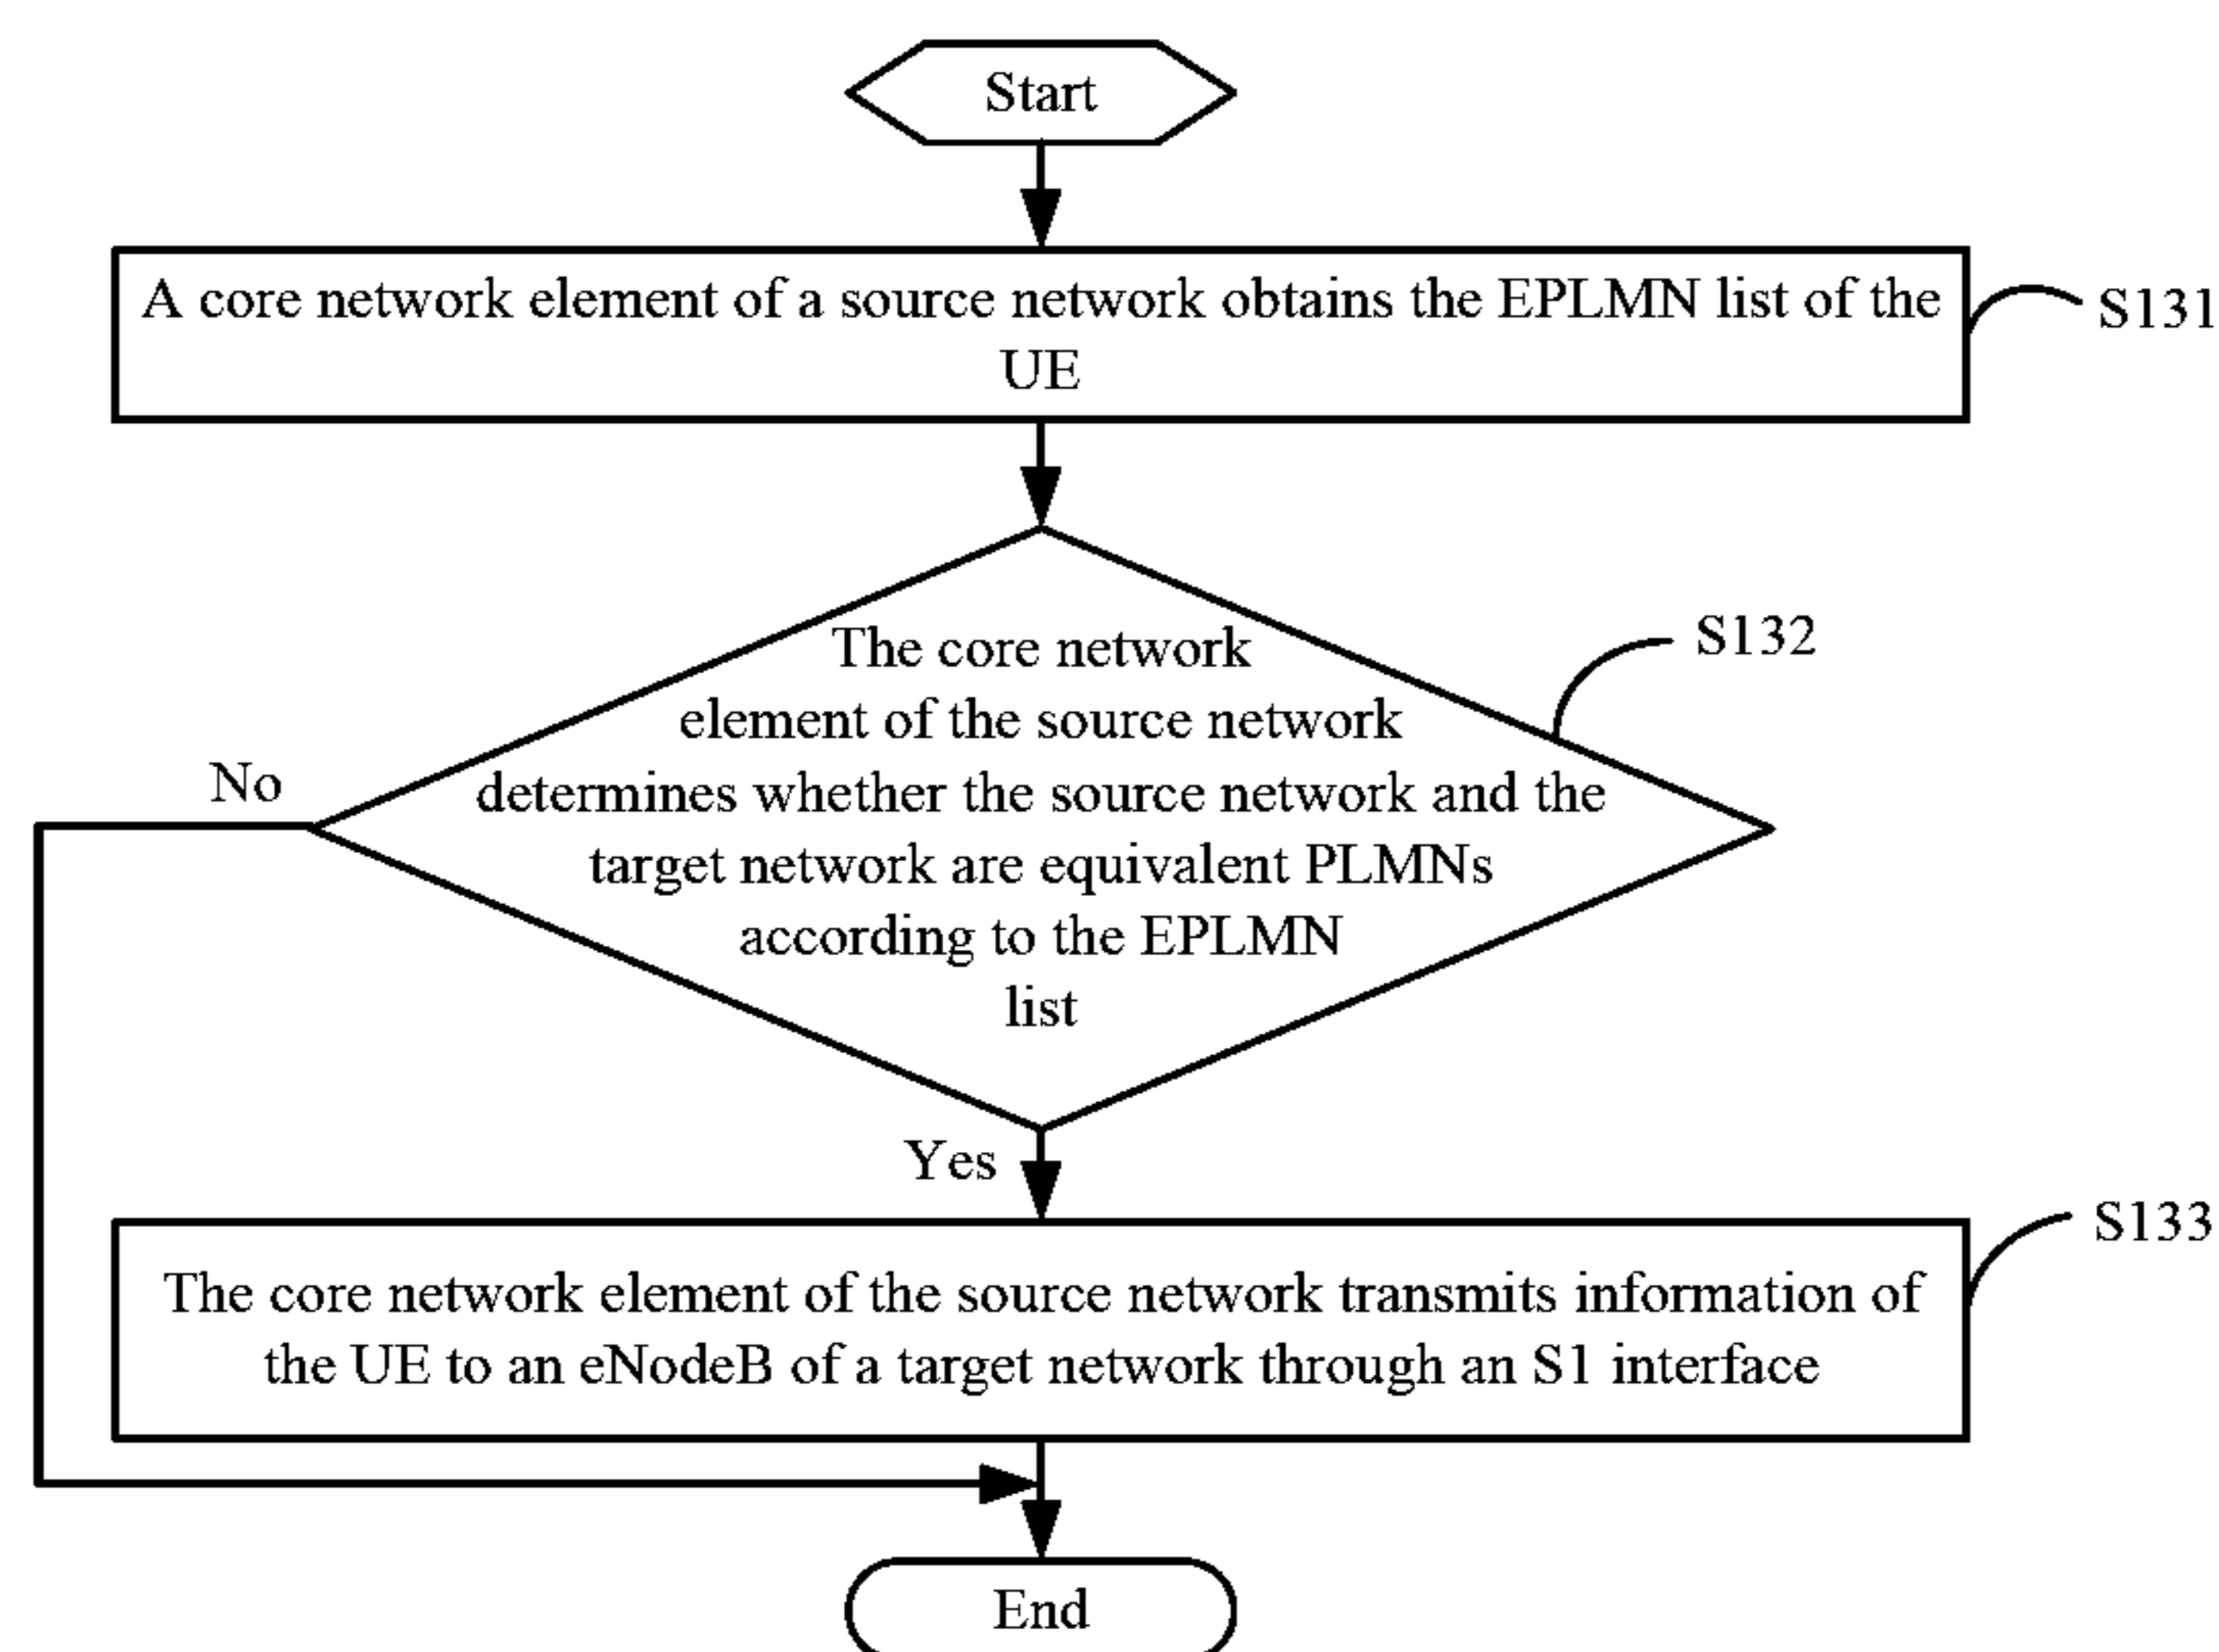 Start
A core network element of a source network obtains the EPLMN list of the
UE
S131
The core network
element of the source network
determines whether the source network and the
target network are equivalent PLMNs
according to the EPLMN
list
S132
No
Yes
The core network element of the source network transmits information of
the UE to an eNodeB of a target network through an S1 interface
S133
End